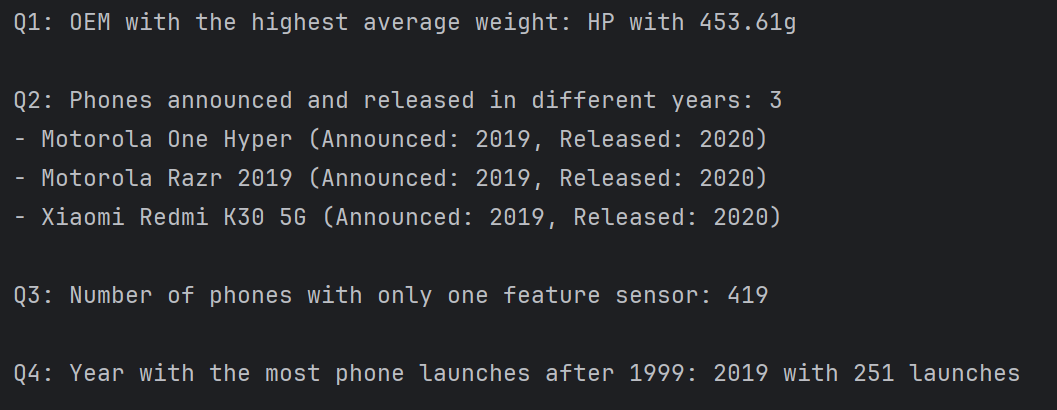 Q1: OEM with the highest average weight: HP with 453.61g
Q2: Phones announced and released in different years: 3
- Motorola One Hyper (Announced: 2019, Released: 2020)
- Motorola Razr 2019 (Announced: 2019, Released: 2020)
- Xiaomi Redmi K30 5G (Announced: 2019, Released: 2020)
Q3: Number of phones with only one feature sensor: 419
Q4: Year with the most phone launches after 1999: 2019 with 251 launches